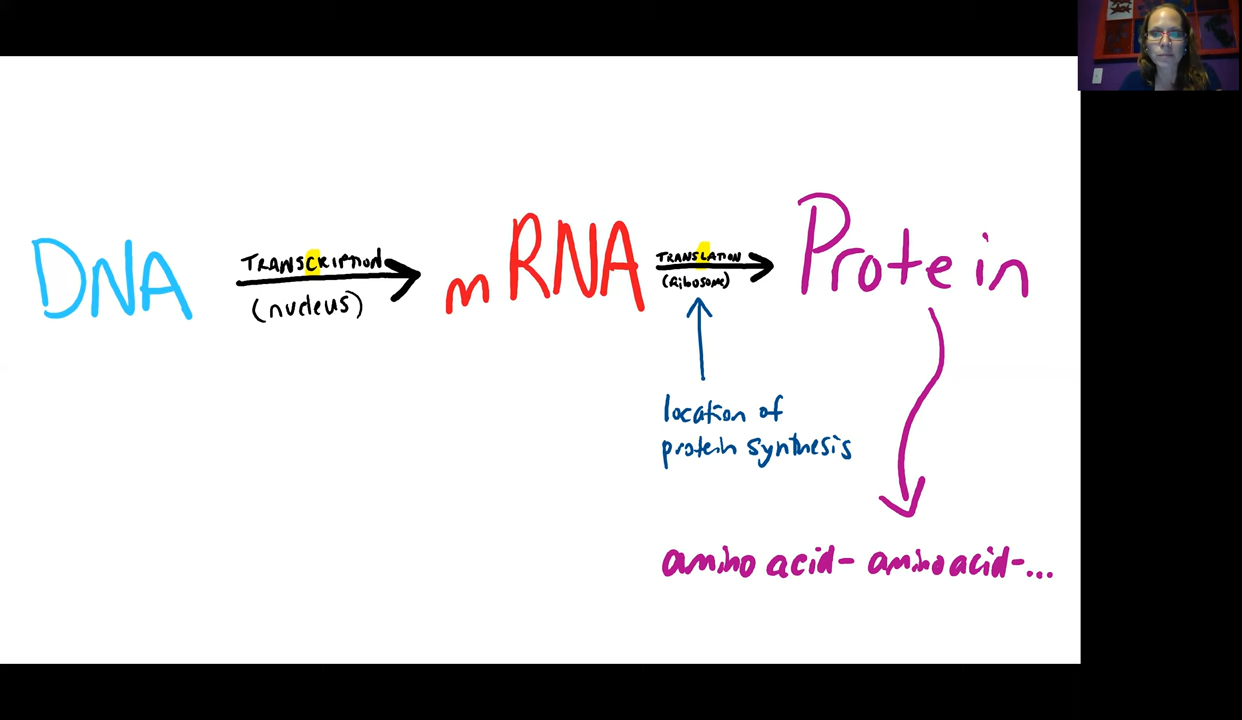 DNA
TRANSCRIPTION
(nucleus)
mRNA
TRANSLATION
(Ribosome)
Protein
location of
protein synthesis
amino acid- amino acid-...